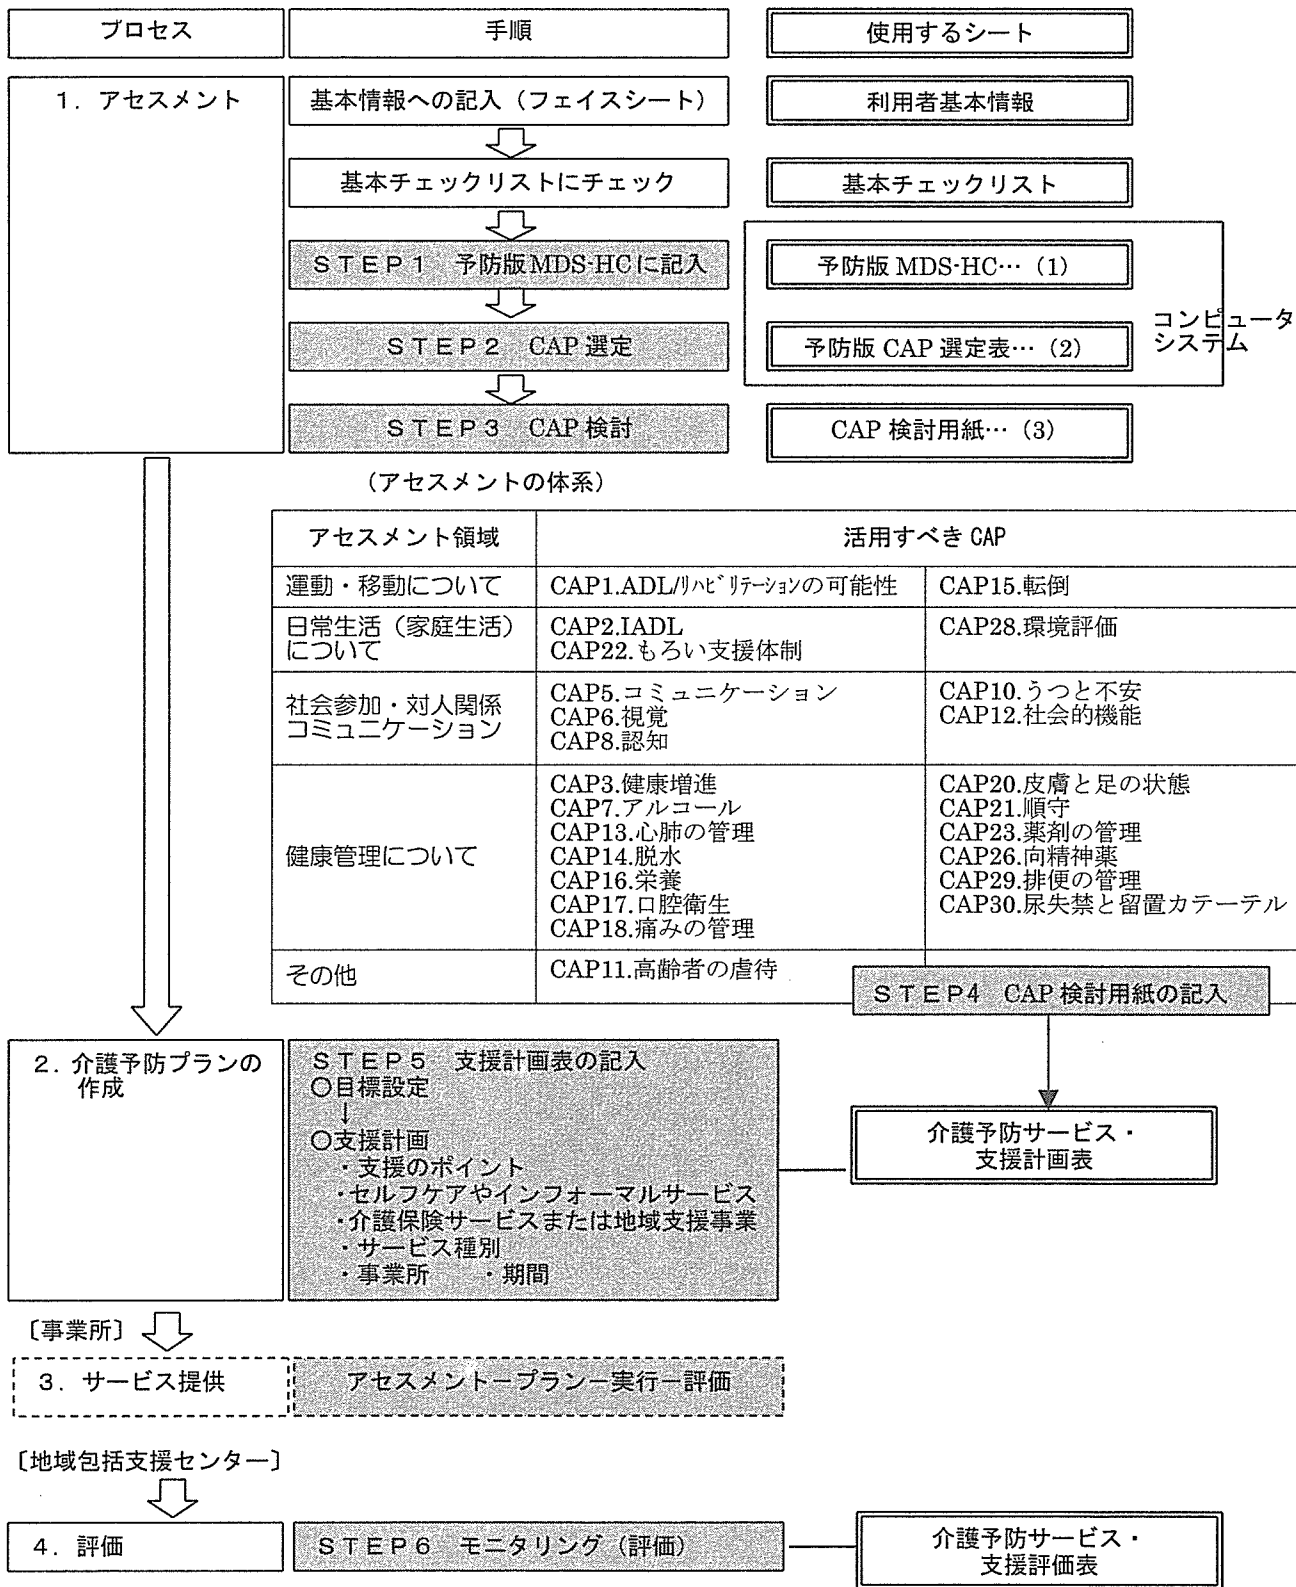 プロセス
手順
使用するシート
1．アセスメント
基本情報への記入（フェイスシート）
利用者基本情報
基本チェックリストにチェック
基本チェックリスト
ＳＴＥＰ１　予防版MDS-HCに記入
予防版 MDS-HC…（1）
ＳＴＥＰ２　CAP 選定
予防版 CAP 選定表…（2）
コンピュータ
システム
ＳＴＥＰ３　CAP 検討
CAP 検討用紙…（3）
（アセスメントの体系）
アセスメント領域
活用すべき CAP
運動・移動について
CAP1.ADL/ﾘﾊﾋﾞﾘﾃｰｼｮﾝの可能性
CAP15.転倒
日常生活（家庭生活）
について
CAP2.IADL
CAP22.もろい支援体制
CAP28.環境評価
社会参加・対人関係
コミュニケーション
CAP5.コミュニケーション
CAP6.視覚
CAP8.認知
CAP10.うつと不安
CAP12.社会的機能
健康管理について
CAP3.健康増進
CAP7.アルコール
CAP13.心肺の管理
CAP14.脱水
CAP16.栄養
CAP17.口腔衛生
CAP18.痛みの管理
CAP20.皮膚と足の状態
CAP21.順守
CAP23.薬剤の管理
CAP26.向精神薬
CAP29.排便の管理
CAP30.尿失禁と留置カテーテル
その他
CAP11.高齢者の虐待
ＳＴＥＰ４　CAP 検討用紙の記入
2．介護予防プランの
作成
ＳＴＥＰ５　支援計画表の記入
○目標設定
↓
○支援計画
・支援のポイント
・セルフケアやインフォーマルサービス
・介護保険サービスまたは地域支援事業
・サービス種別
・事業所　　・期間
介護予防サービス・
支援計画表
〔事業所〕
3．サービス提供
アセスメント－プラン－実行－評価
〔地域包括支援センター〕
4．評価
ＳＴＥＰ６　モニタリング（評価）
介護予防サービス・
支援評価表